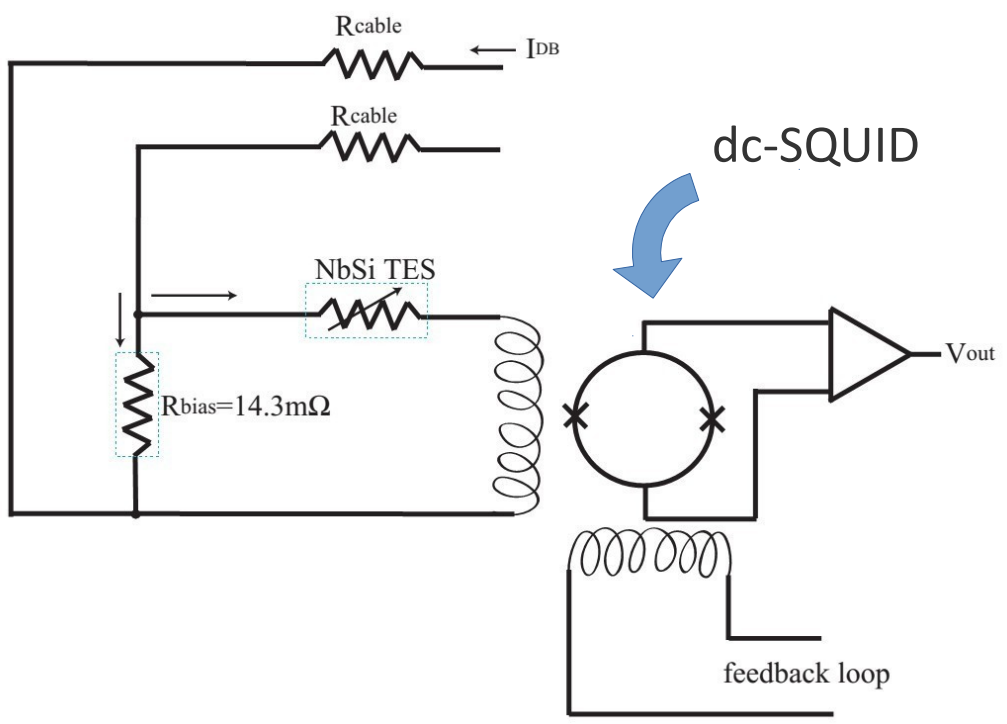 Rcable
IDB
Rcable
dc-SQUID
NbSi TES
Rbias=14.3mΩ
Vout
feedback loop